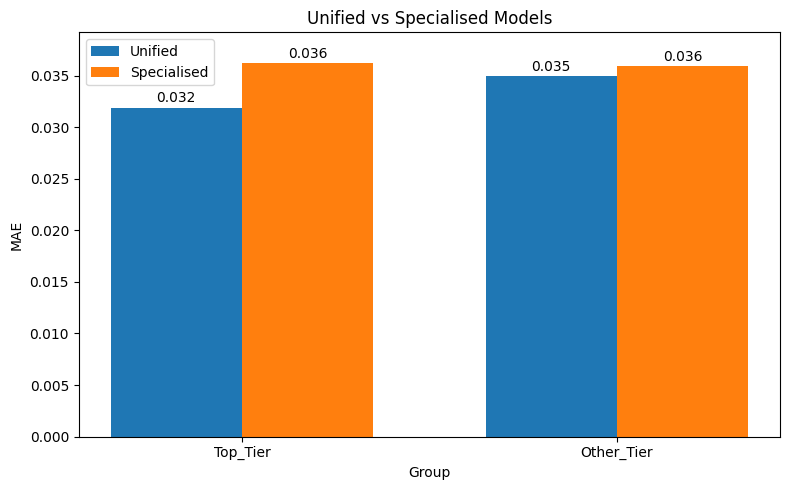 Unified vs Specialised Models
Unified
Specialised
0.032
0.036
0.035
0.036
MAE
0.035
0.030
0.025
0.020
0.015
0.010
0.005
0.000
Top_Tier
Other_Tier
Group